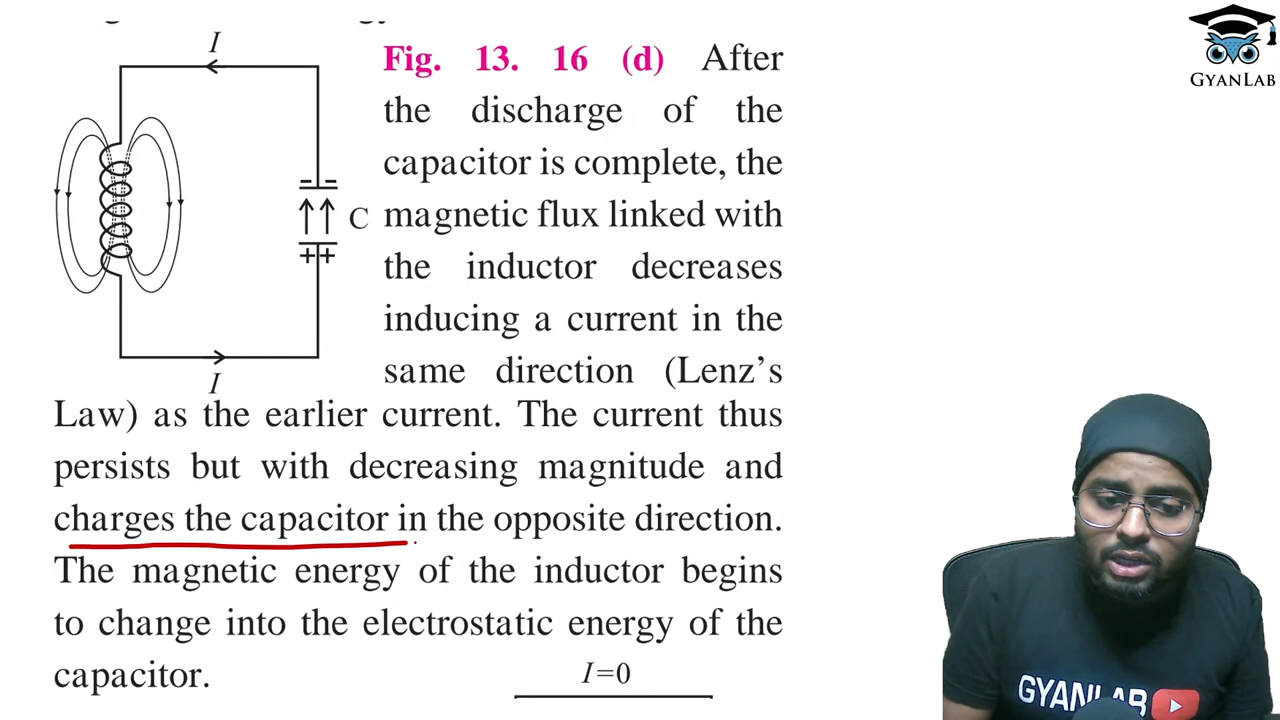 I
Fig. 13. 16 (d) After
the discharge of the
capacitor is complete, the
C magnetic flux linked with
the inductor decreases
inducing a current in the
same direction (Lenz's
I
Law) as the earlier current. The current thus
persists but with decreasing magnitude and
charges the capacitor in the opposite direction.
The magnetic energy of the inductor begins
to change into the electrostatic energy of the
capacitor.
I=0
- -
++
GYANLAB
GYANLAB